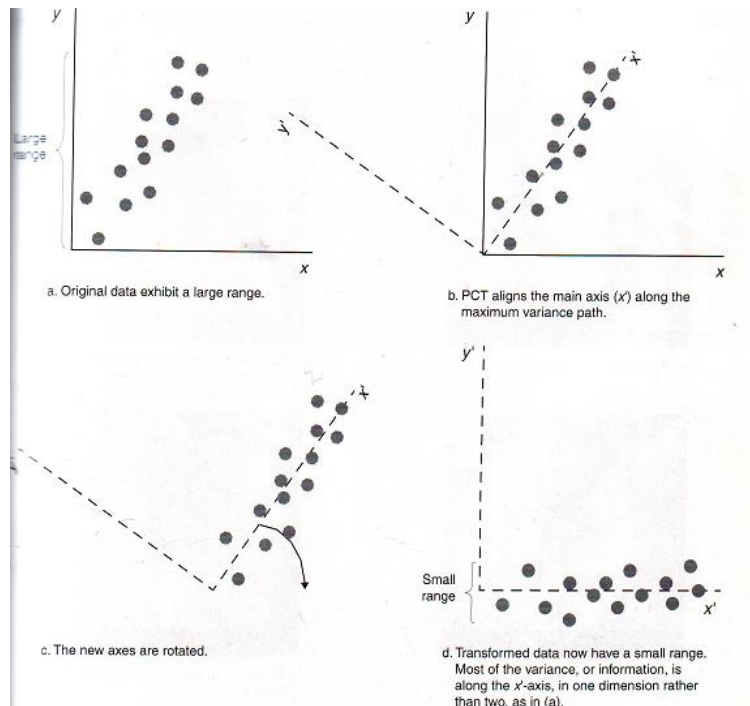 y
Large
range
x
a. Original data exhibit a large range.
y
x'
y'
x
b. PCT aligns the main axis (x') along the
maximum variance path.
x'
c. The new axes are rotated.
y'
Small
range
x'
d. Transformed data now have a small range.
Most of the variance, or information, is
along the x'-axis, in one dimension rather
than two, as in (a).